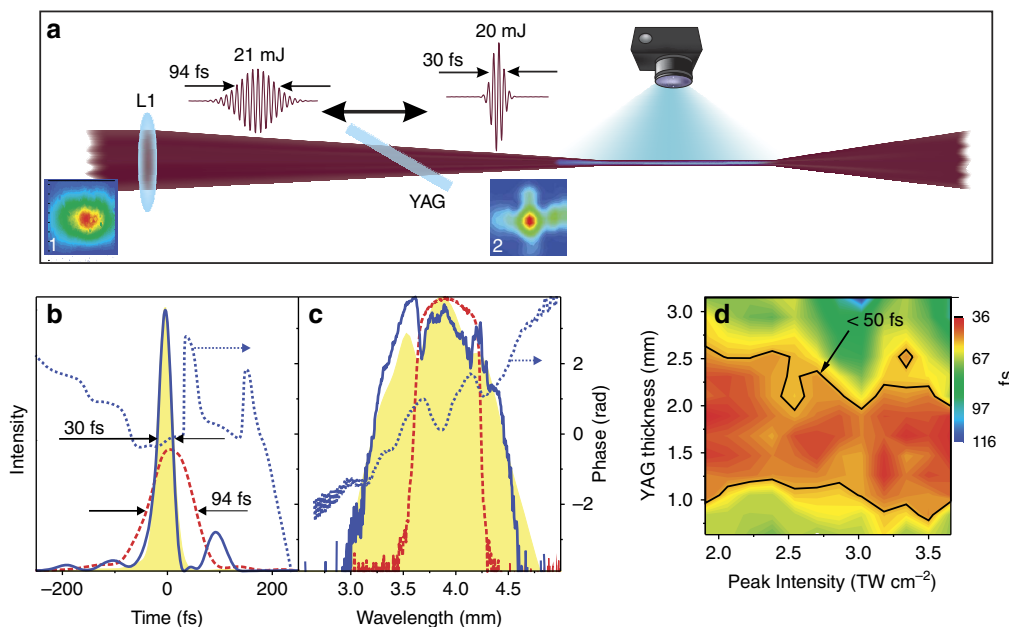 a
21 mJ
20 mJ
94 fs
30 fs
L1
YAG
1
2
b
c
d
Intensity
30 fs
94 fs
−200
0
200
Time (fs)
3.0
3.5
4.0
4.5
Wavelength (mm)
2
0
−2
Phase (rad)
< 50 fs
YAG thickness (mm)
3.0
2.5
2.0
1.5
1.0
2.0
2.5
3.0
3.5
Peak Intensity (TW cm⁻²)
36
67
97
116
fs